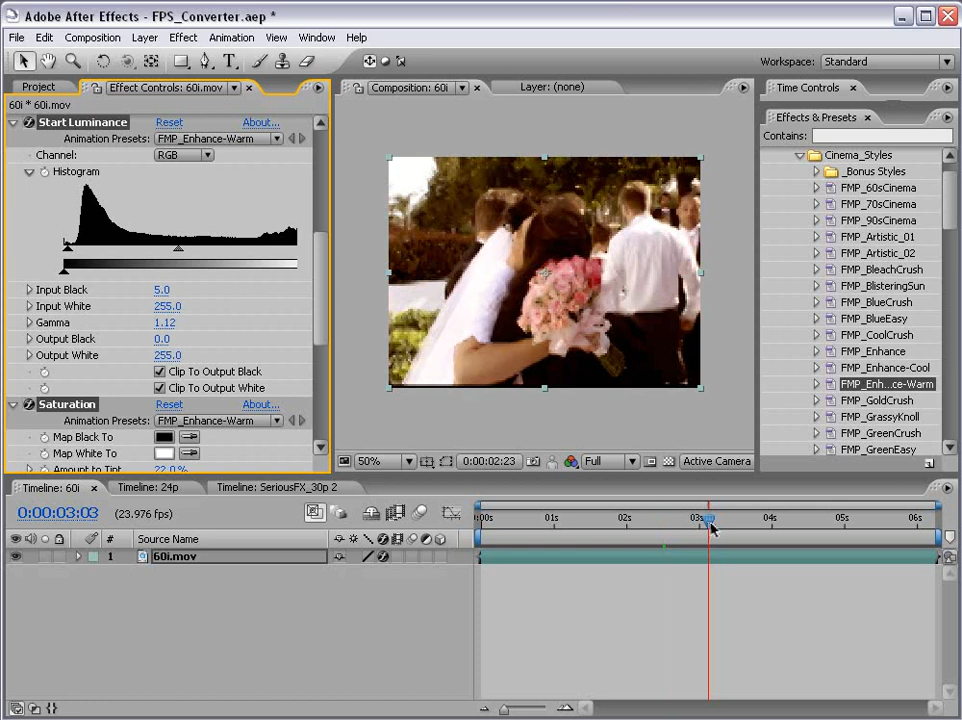 Adobe After Effects - FPS_Converter.aep *
File Edit Composition Layer Effect Animation View Window Help
Workspace: Standard
Project Effect Controls: 60i.mov
60i * 60i.mov
Start Luminance Reset About...
Animation Presets: FMP_Enhance-Warm
Channel: RGB
Histogram
Input Black 5.0
Input White 255.0
Gamma 1.12
Output Black 0.0
Output White 255.0
Clip To Output Black
Clip To Output White
Saturation Reset About...
Animation Presets: FMP_Enhance-Warm
Map Black To
Map White To
Amount to Tint 22.0%
Composition: 60i Layer: (none)
50% 0:00:02:23 Full Active Camera
Time Controls
Effects & Presets
Contains:
Cinema_Styles
_Bonus Styles
FMP_60sCinema
FMP_70sCinema
FMP_90sCinema
FMP_Artistic_01
FMP_Artistic_02
FMP_BleachCrush
FMP_BlisteringSun
FMP_BlueCrush
FMP_BlueEasy
FMP_CoolCrush
FMP_Enhance
FMP_Enhance-Cool
FMP_Enh...ce-Warm
FMP_GoldCrush
FMP_GrassyKnoll
FMP_GreenCrush
FMP_GreenEasy
Timeline: 60i Timeline: 24p Timeline: SeriousFX_30p 2
0:00:03:03 (23.976 fps)
:00s 01s 02s 03s 04s 05s 06s
# Source Name
1 60i.mov